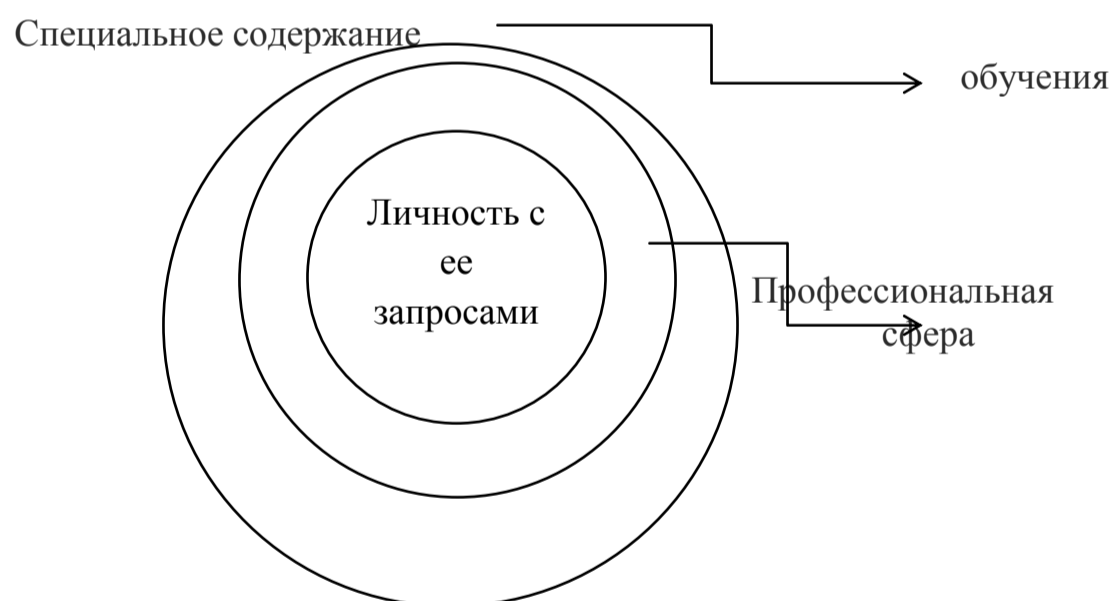 Специальное содержание
обучения
Личность с
ее
запросами
Профессиональная
сфера